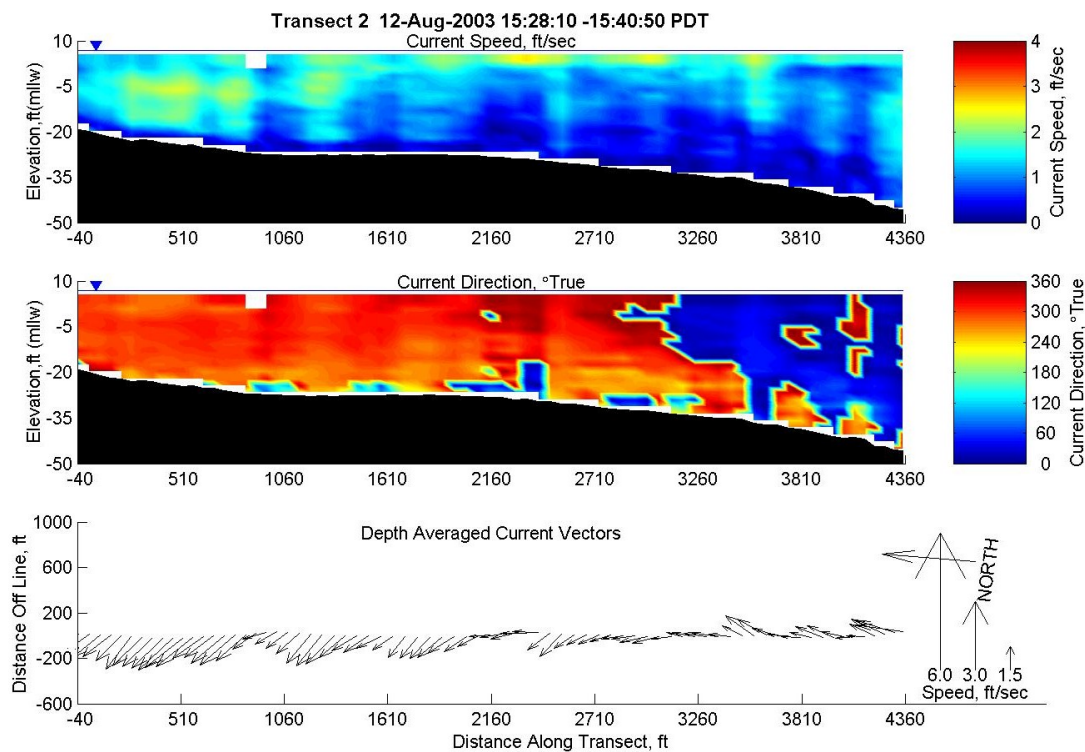 Transect 2 12-Aug-2003 15:28:10 -15:40:50 PDT
Current Speed, ft/sec
Elevation,ft(mllw)
10
-5
-20
-35
-50
-40 510 1060 1610 2160 2710 3260 3810 4360
4
3
2
1
0
Current Speed, ft/sec
Current Direction, °True
Elevation,ft (mllw)
10
-5
-20
-35
-50
-40 510 1060 1610 2160 2710 3260 3810 4360
360
300
240
180
120
60
0
Current Direction, °True
Depth Averaged Current Vectors
Distance Off Line, ft
1000
600
200
-200
-600
-40 510 1060 1610 2160 2710 3260 3810 4360
Distance Along Transect, ft
NORTH
6.0 3.0 1.5
Speed, ft/sec